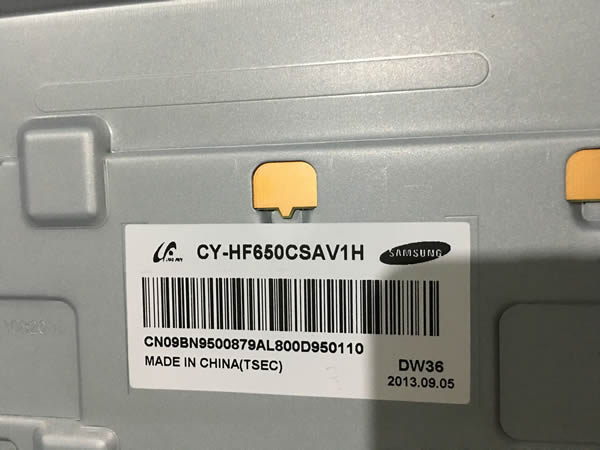 CY-HF650CSAV1H
SAMSUNG
CN09BN9500879AL800D950110
MADE IN CHINA(TSEC)
DW36
2013.09.05